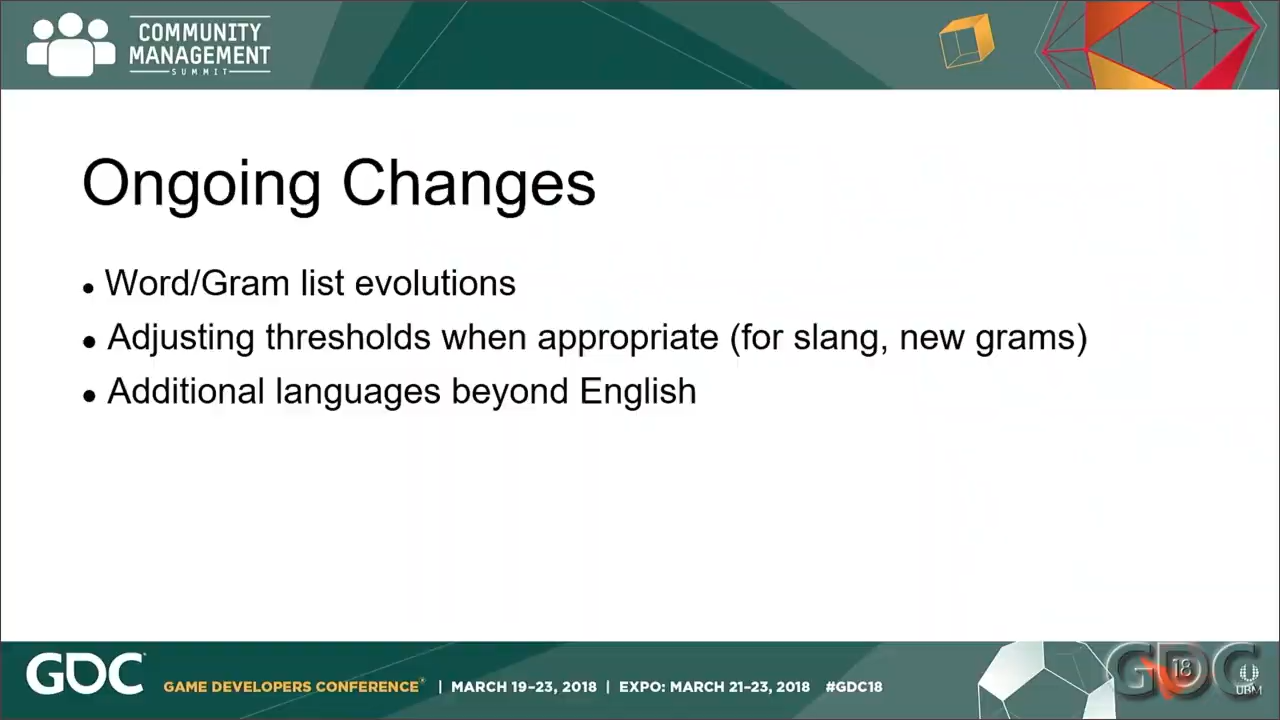 COMMUNITY
MANAGEMENT
SUMMIT
Ongoing Changes
• Word/Gram list evolutions
• Adjusting thresholds when appropriate (for slang, new grams)
• Additional languages beyond English
GDC GAME DEVELOPERS CONFERENCE | MARCH 19–23, 2018 | EXPO: MARCH 21–23, 2018 #GDC18
GDC 18
UBM